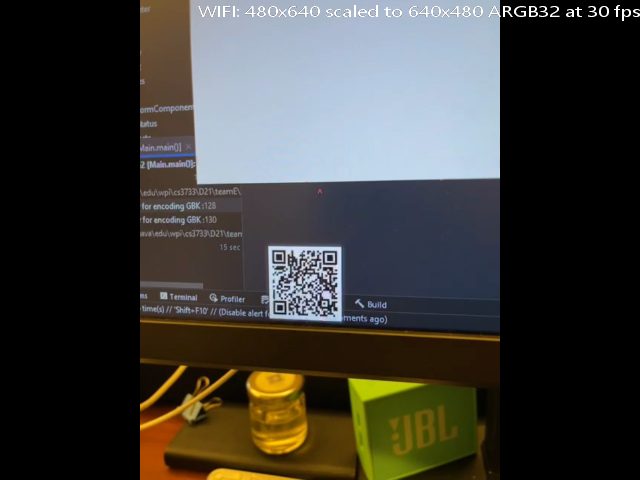 WIFI: 480x640 scaled to 640x480 ARGB32 at 30 fps
ormComponen
tatus
Main.main()] ×
2 [Main.main()]:
\edu\wpi\cs3733\D21\teamE\
for encoding GBK :128
for encoding GBK :130
ava\edu\wpi\cs3733\D21\team
15 sec
ms Terminal Profiler Build
time(s) // 'Shift+F10' // (Disable alert f ments ago)
JBL